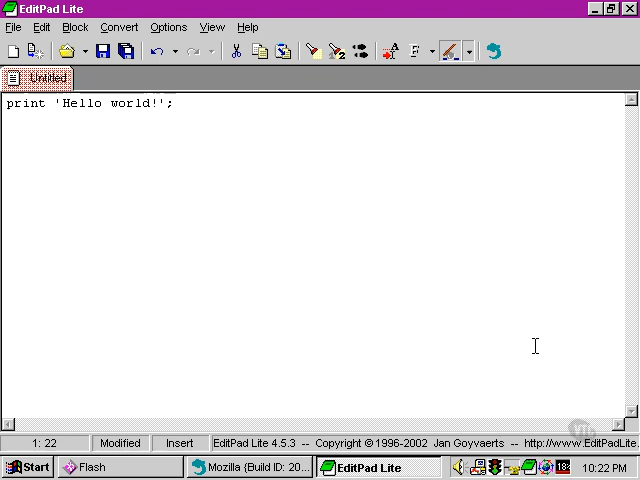 EditPad Lite
File Edit Block Convert Options View Help
Untitled
print 'Hello world!';
1: 22 Modified Insert EditPad Lite 4.5.3 -- Copyright © 1996-2002 Jan Goyvaerts -- http://www.EditPadLite.
Start Flash Mozilla {Build ID: 20... EditPad Lite 10:22 PM